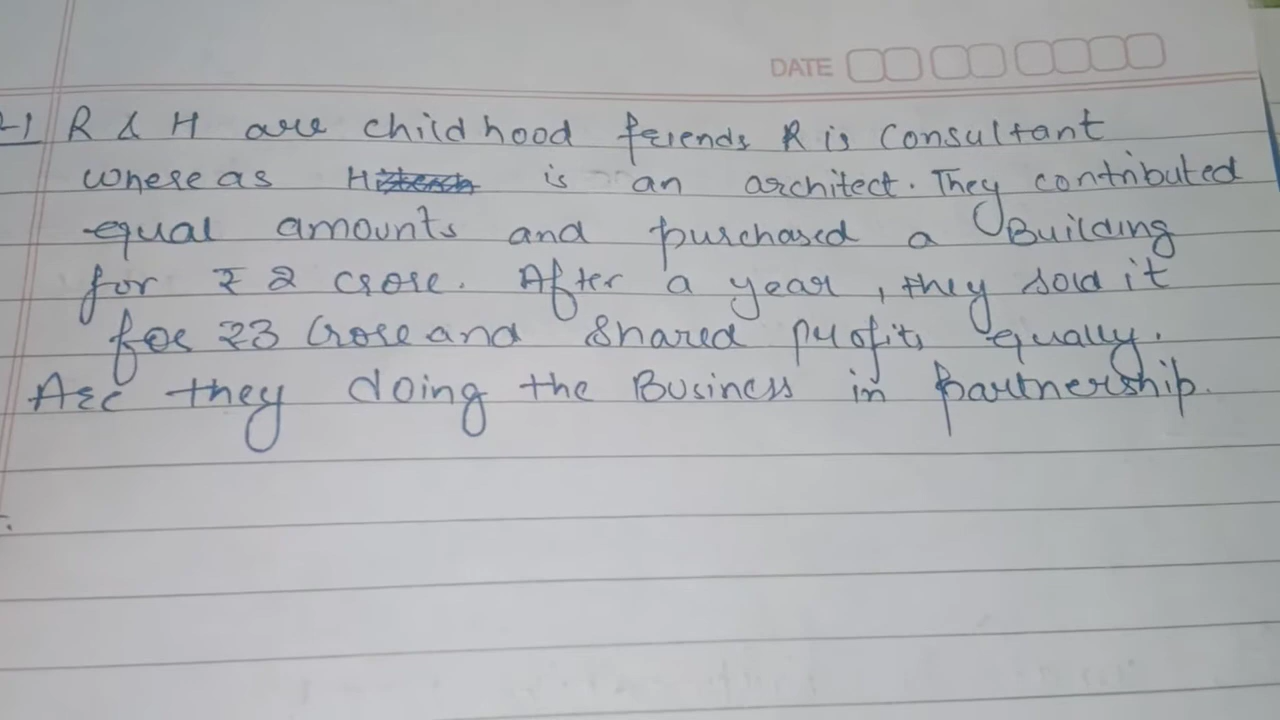 DATE
-1 R & H are childhood friends R is consultant
whereas H is an architect. They contributed
equal amounts and purchased a Building
for ₹ 2 crore. After a year, they sold it
for ₹3 Crore and shared profits equally.
Are they doing the Business in partnership.